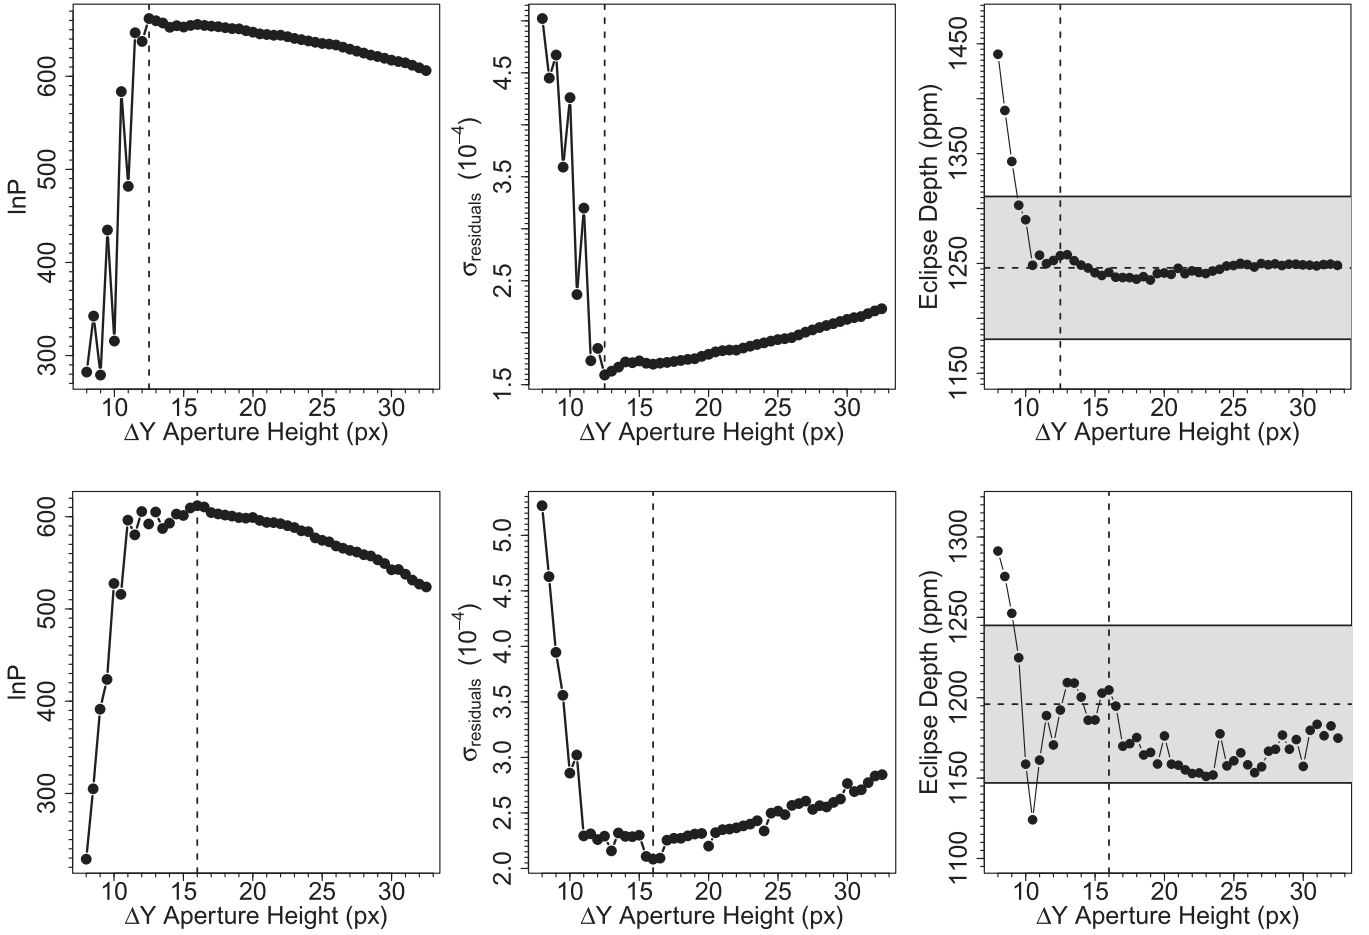 lnP
300 400 500 600
10 15 20 25 30
ΔY Aperture Height (px)
σresiduals (10−4)
1.5 2.5 3.5 4.5
10 15 20 25 30
ΔY Aperture Height (px)
Eclipse Depth (ppm)
1150 1250 1350 1450
10 15 20 25 30
ΔY Aperture Height (px)
lnP
300 400 500 600
10 15 20 25 30
ΔY Aperture Height (px)
σresiduals (10−4)
2.0 2.5 3.0 3.5 4.0 4.5 5.0
10 15 20 25 30
ΔY Aperture Height (px)
Eclipse Depth (ppm)
1100 1150 1200 1250 1300
10 15 20 25 30
ΔY Aperture Height (px)